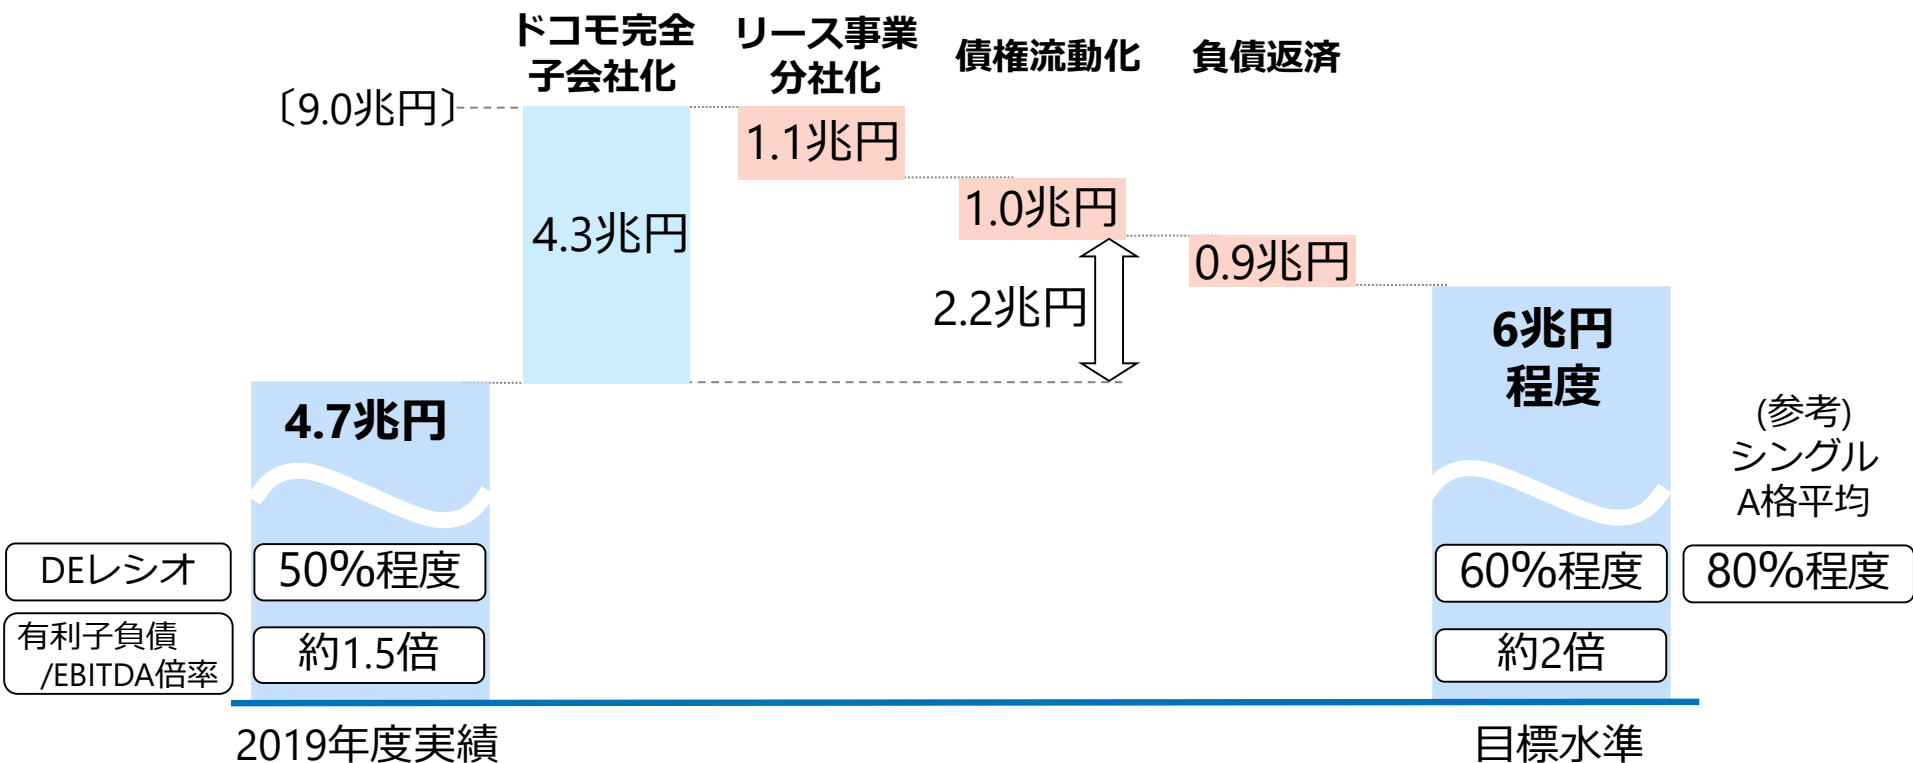 ドコモ完全
子会社化
リース事業
分社化
債権流動化
負債返済
〔9.0兆円〕
1.1兆円
1.0兆円
4.3兆円
0.9兆円
2.2兆円
6兆円
程度
4.7兆円
(参考)
シングル
A格平均
DEレシオ
50%程度
60%程度
80%程度
有利子負債
/EBITDA倍率
約1.5倍
約2倍
2019年度実績
目標水準